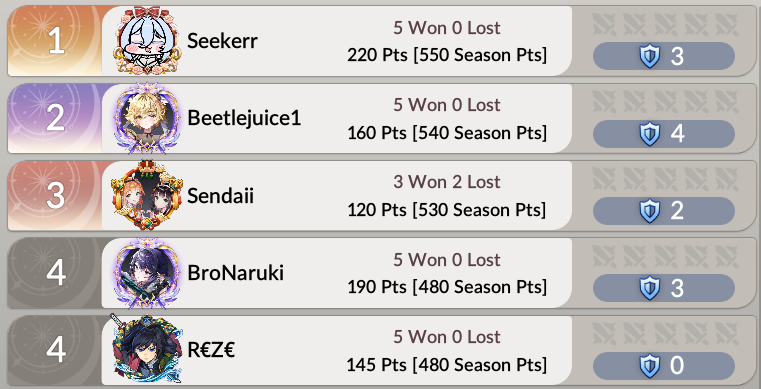 1
Seekerr
5 Won 0 Lost
220 Pts [550 Season Pts]
3
2
Beetlejuice1
5 Won 0 Lost
160 Pts [540 Season Pts]
4
3
Sendaii
3 Won 2 Lost
120 Pts [530 Season Pts]
2
4
BroNaruki
5 Won 0 Lost
190 Pts [480 Season Pts]
3
4
R€Z€
5 Won 0 Lost
145 Pts [480 Season Pts]
0